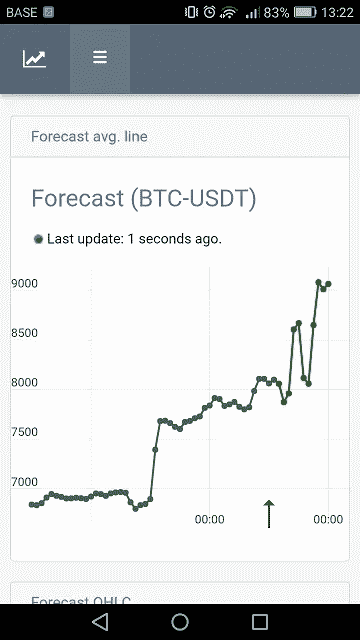 BASE 83% 13:22
Forecast avg. line
Forecast (BTC-USDT)
Last update: 1 seconds ago.
9000
8500
8000
7500
7000
00:00 00:00
Forecast OHLC